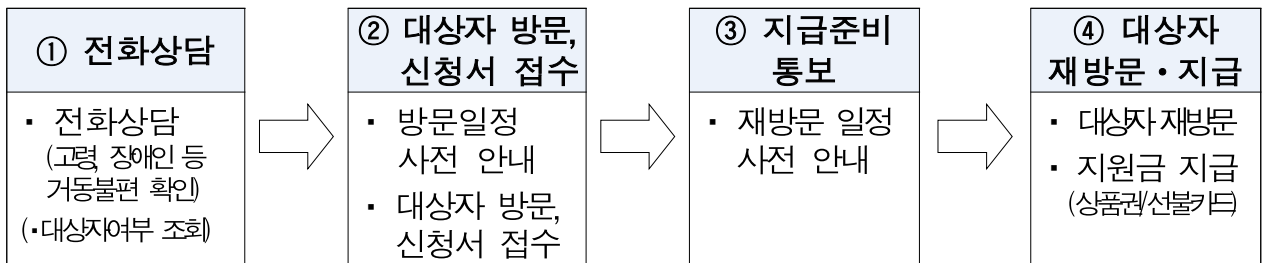 ① 전화상담
· 전화상담
(고령, 장애인 등
거동불편 확인)
(·대상자여부 조회)
② 대상자 방문,
신청서 접수
· 방문일정
사전 안내
· 대상자 방문,
신청서 접수
③ 지급준비
통보
· 재방문 일정
사전 안내
④ 대상자
재방문·지급
· 대상자 재방문
· 지원금 지급
(상품권/선불카드)